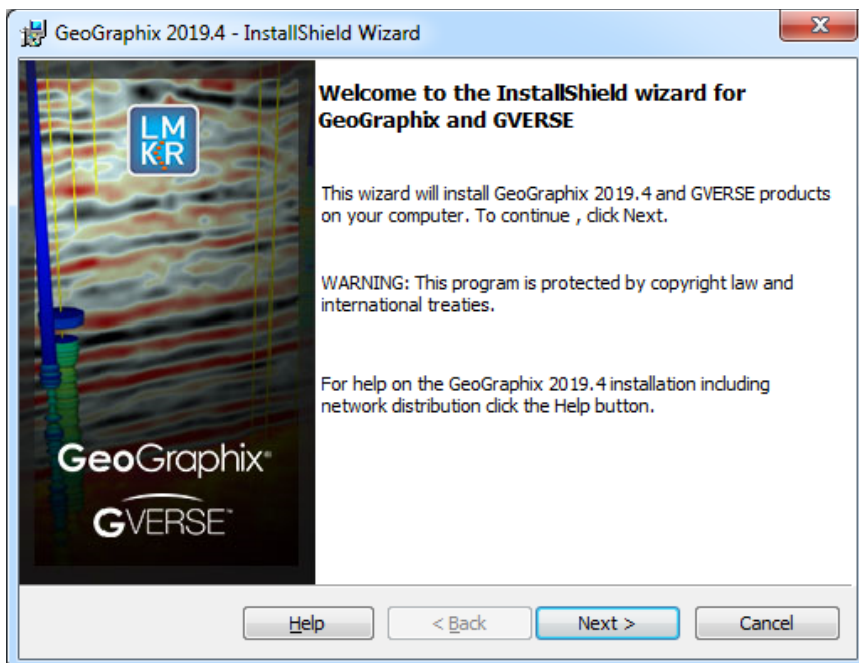 GeoGraphix 2019.4 - InstallShield Wizard
LM
KR
Welcome to the InstallShield wizard for
GeoGraphix and GVERSE
This wizard will install GeoGraphix 2019.4 and GVERSE products
on your computer. To continue , click Next.
WARNING: This program is protected by copyright law and
international treaties.
For help on the GeoGraphix 2019.4 installation including
network distribution click the Help button.
GeoGraphix®
GVERSE™
Help
< Back
Next >
Cancel